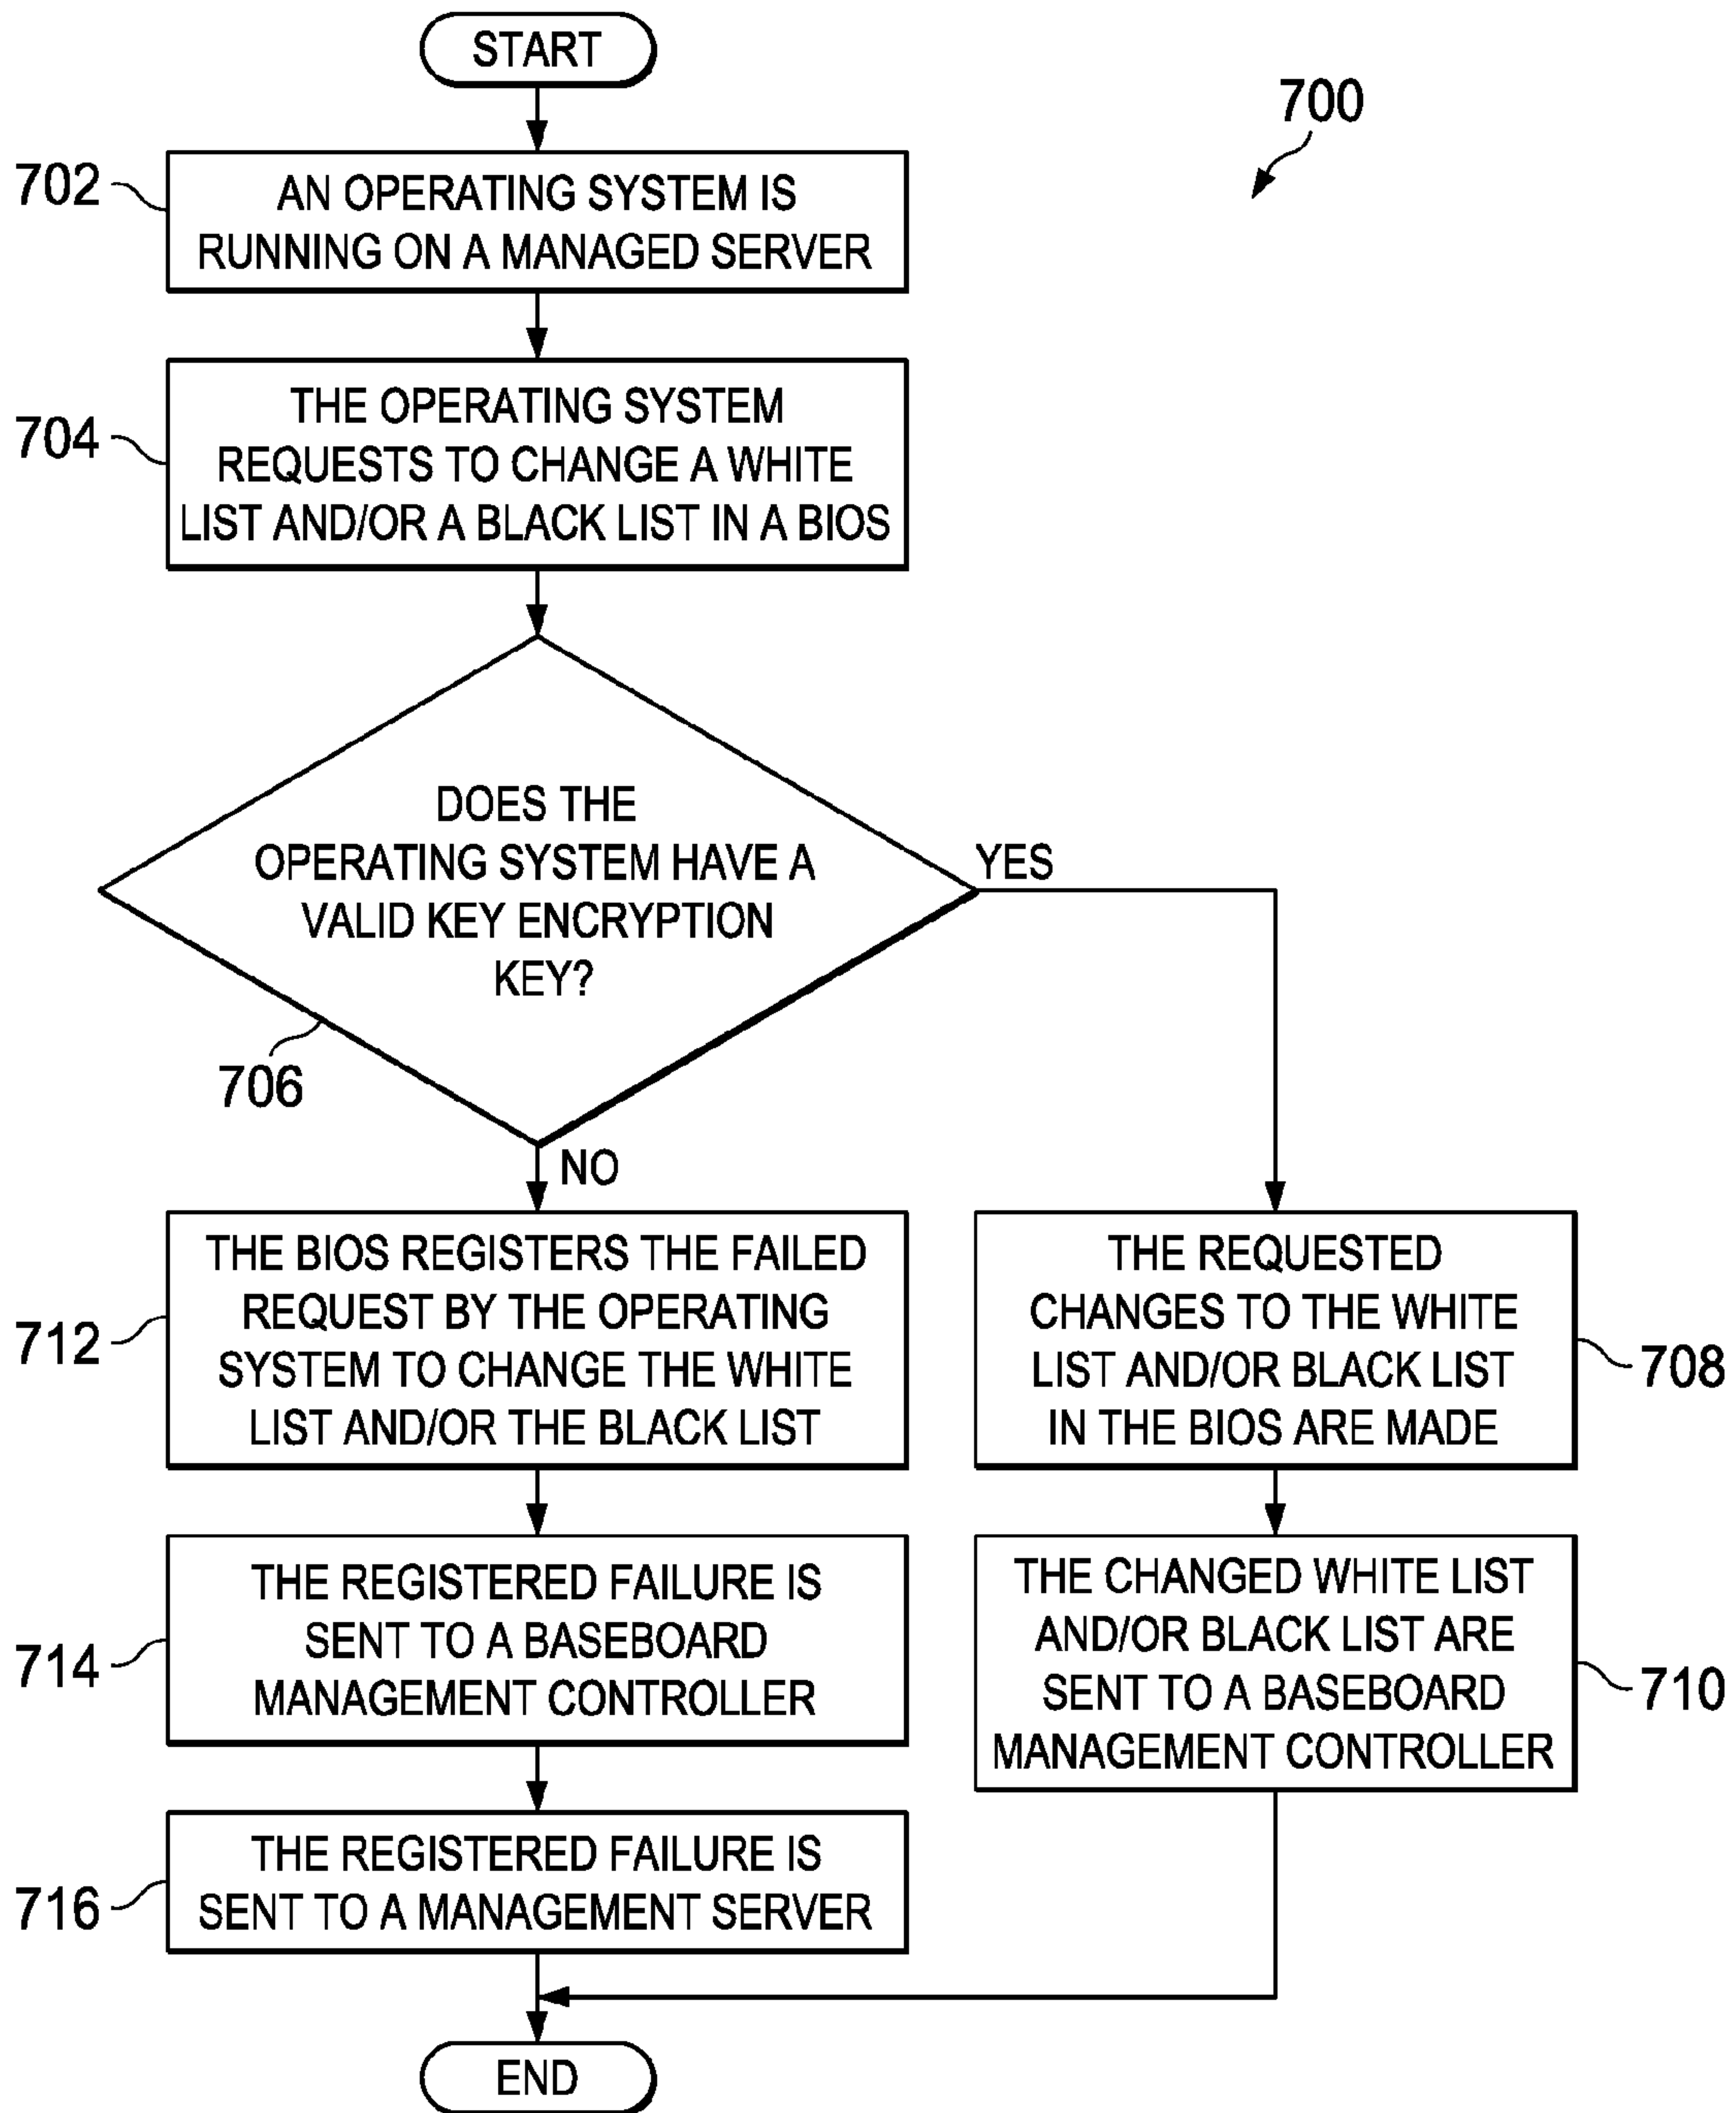 START
700
702
AN OPERATING SYSTEM IS
RUNNING ON A MANAGED SERVER
704
THE OPERATING SYSTEM
REQUESTS TO CHANGE A WHITE
LIST AND/OR A BLACK LIST IN A BIOS
DOES THE
OPERATING SYSTEM HAVE A
VALID KEY ENCRYPTION
KEY?
706
YES
NO
712
THE BIOS REGISTERS THE FAILED
REQUEST BY THE OPERATING
SYSTEM TO CHANGE THE WHITE
LIST AND/OR THE BLACK LIST
THE REQUESTED
CHANGES TO THE WHITE
LIST AND/OR BLACK LIST
IN THE BIOS ARE MADE
708
714
THE REGISTERED FAILURE IS
SENT TO A BASEBOARD
MANAGEMENT CONTROLLER
THE CHANGED WHITE LIST
AND/OR BLACK LIST ARE
SENT TO A BASEBOARD
MANAGEMENT CONTROLLER
710
716
THE REGISTERED FAILURE IS
SENT TO A MANAGEMENT SERVER
END